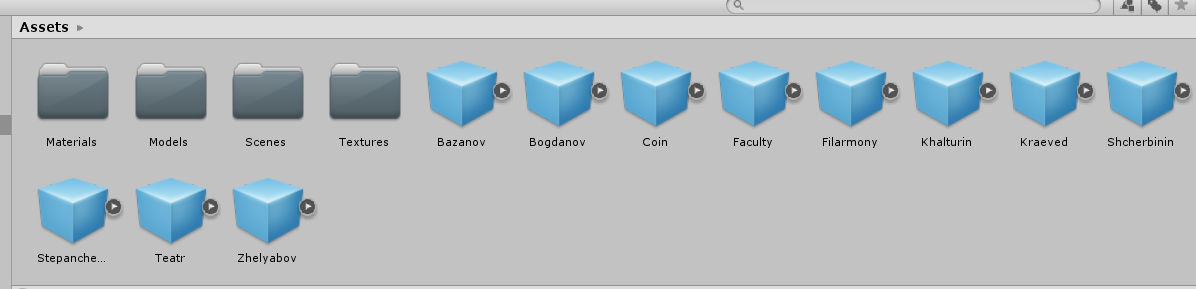 Assets
Materials Models Scenes Textures Bazanov Bogdanov Coin Faculty Filarmony Khalturin Kraeved Shcherbinin
Stepanche... Teatr Zhelyabov